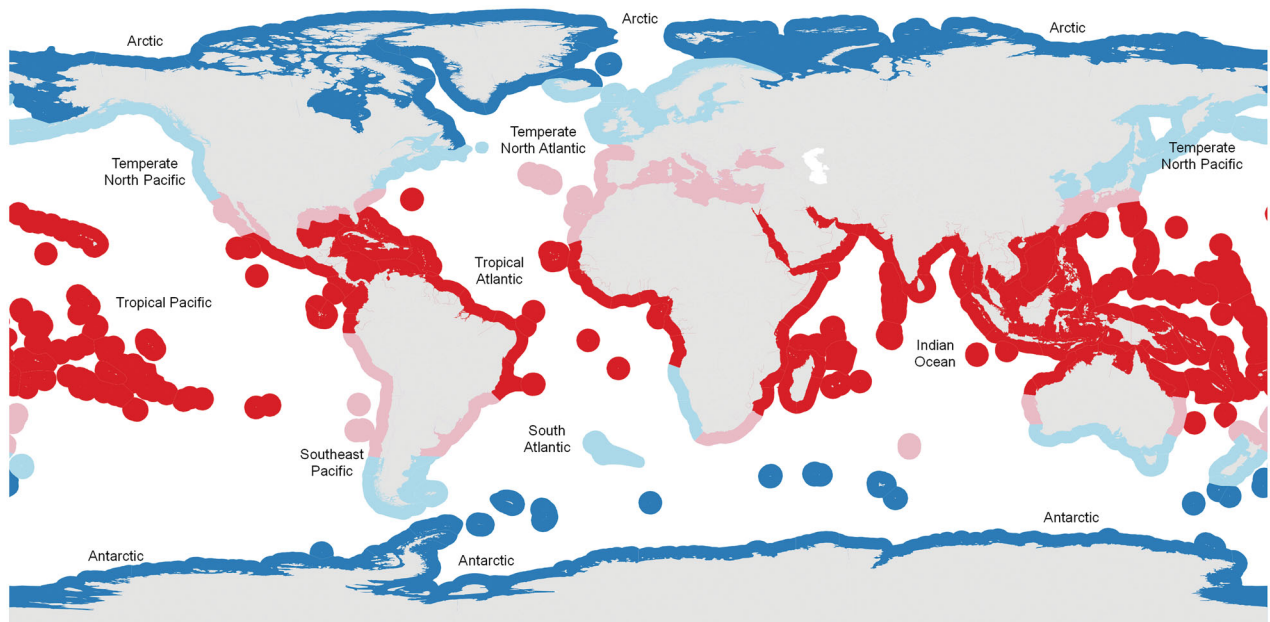 Arctic
Arctic
Arctic
Temperate
North Atlantic
Temperate
North Pacific
Temperate
North Pacific
Tropical
Atlantic
Tropical Pacific
Indian
Ocean
South
Atlantic
Southeast
Pacific
Antarctic
Antarctic
Antarctic